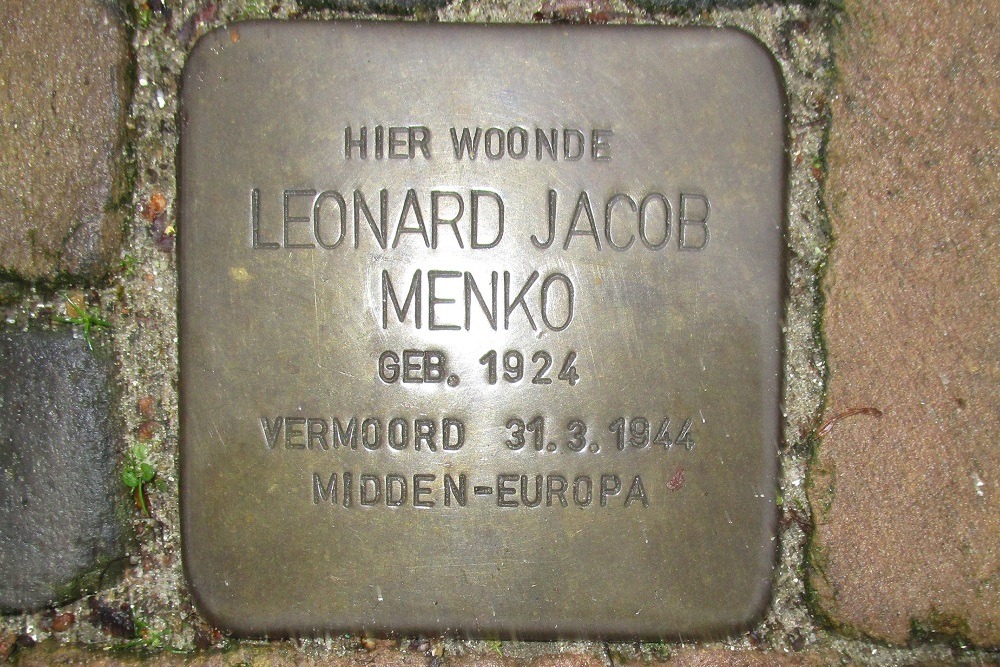 HIER WOONDE
LEONARD JACOB
MENKO
GEB. 1924
VERMOORD 31.3.1944
MIDDEN-EUROPA